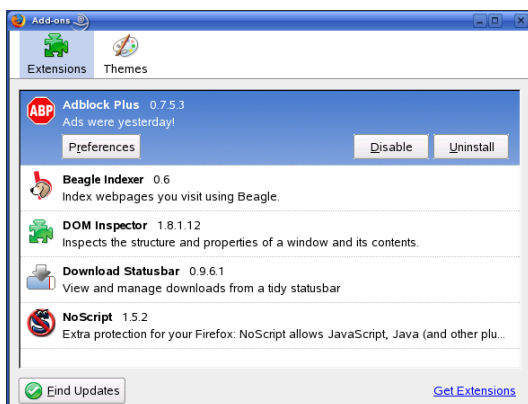 Add-ons
Extensions Themes
ABP
Adblock Plus 0.7.5.3
Ads were yesterday!
Preferences Disable Uninstall
Beagle Indexer 0.6
Index webpages you visit using Beagle.
DOM Inspector 1.8.1.12
Inspects the structure and properties of a window and its contents.
Download Statusbar 0.9.6.1
View and manage downloads from a tidy statusbar
NoScript 1.5.2
Extra protection for your Firefox: NoScript allows JavaScript, Java (and other plu...
Find Updates Get Extensions